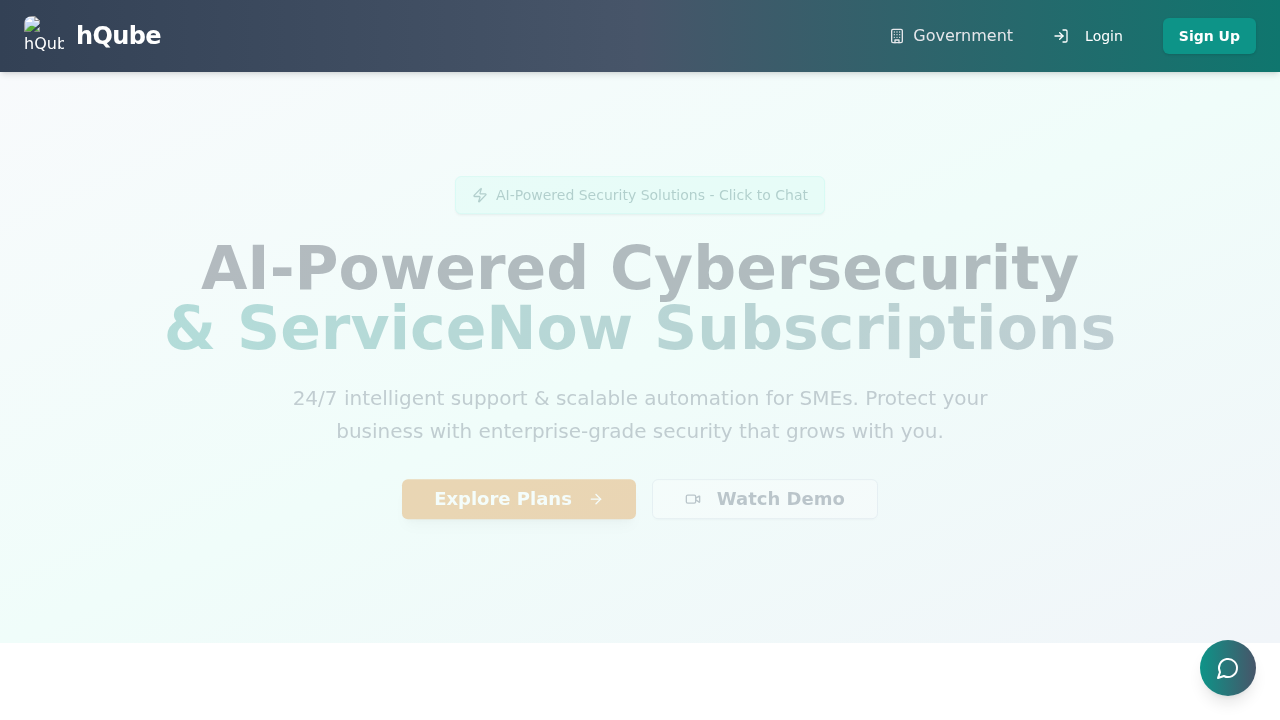 hQube
hQube
Government
Login
Sign Up
AI-Powered Security Solutions - Click to Chat
AI-Powered Cybersecurity
& ServiceNow Subscriptions
24/7 intelligent support & scalable automation for SMEs. Protect your
business with enterprise-grade security that grows with you.
Explore Plans
Watch Demo